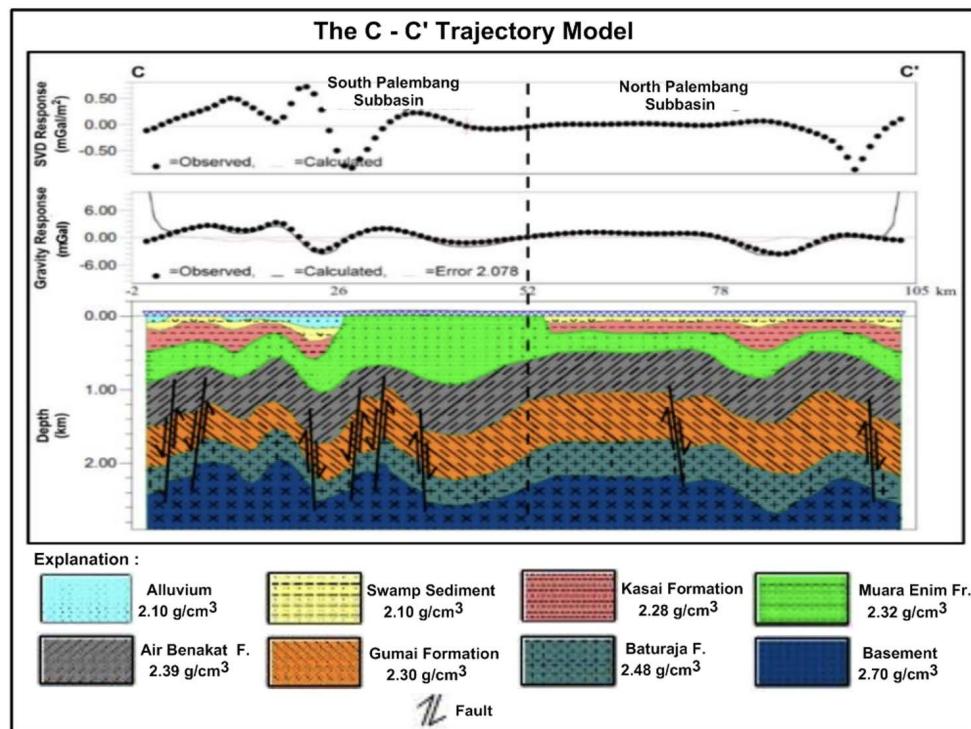 The C - C' Trajectory Model
C
C'
South Palembang
Subbasin
North Palembang
Subbasin
SVD Response
(mGal/m²)
0.50
0.00
-0.50
=Observed, =Calculated
Gravity Response
(mGal)
6.00
0.00
-6.00
=Observed, =Calculated, =Error 2.078
-2 26 52 78 105 km
Depth
(km)
0.00
1.00
2.00
Explanation :
Alluvium
2.10 g/cm³
Swamp Sediment
2.10 g/cm³
Kasai Formation
2.28 g/cm³
Muara Enim Fr.
2.32 g/cm³
Air Benakat F.
2.39 g/cm³
Gumai Formation
2.30 g/cm³
Baturaja F.
2.48 g/cm³
Basement
2.70 g/cm³
Fault